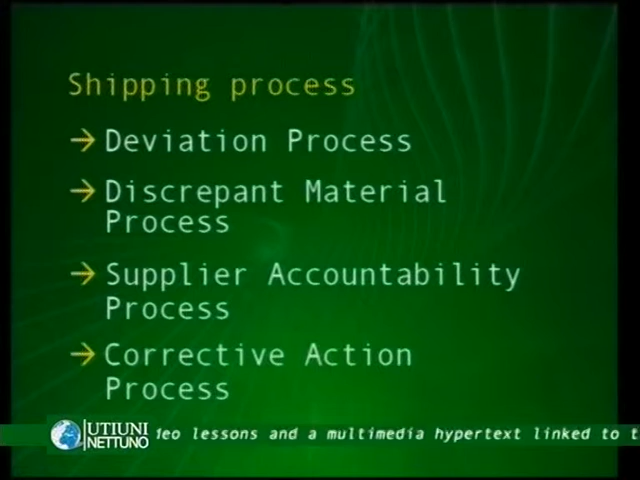 Shipping process
→ Deviation Process
→ Discrepant Material
Process
→ Supplier Accountability
Process
→ Corrective Action
Process
UTIUNI
NETTUNO
lessons and a multimedia hypertext linked to